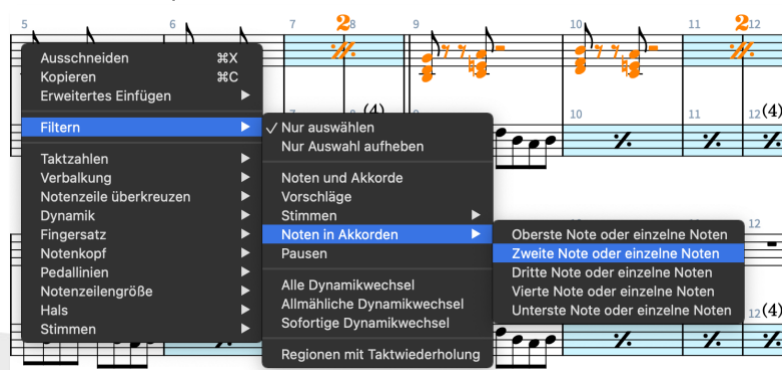 5 6 7 2 8 9 10 11 2 12
Ausschneiden ⌘X
Kopieren ⌘C
Erweitertes Einfügen ▶
Filtern ▶
Taktzahlen ▶
Verbalkung ▶
Notenzeile überkreuzen ▶
Dynamik ▶
Fingersatz ▶
Notenkopf ▶
Pedallinien ▶
Notenzeilengröße ▶
Hals ▶
Stimmen ▶
7 (4)
✓ Nur auswählen
Nur Auswahl aufheben
Noten und Akkorde
Vorschläge
Stimmen ▶
Noten in Akkorden ▶
Pausen
Alle Dynamikwechsel
Allmähliche Dynamikwechsel
Sofortige Dynamikwechsel
Regionen mit Taktwiederholung
10 11 12 (4)
Oberste Note oder einzelne Noten
Zweite Note oder einzelne Noten
Dritte Note oder einzelne Noten
Vierte Note oder einzelne Noten
Unterste Note oder einzelne Noten
12
12 (4)